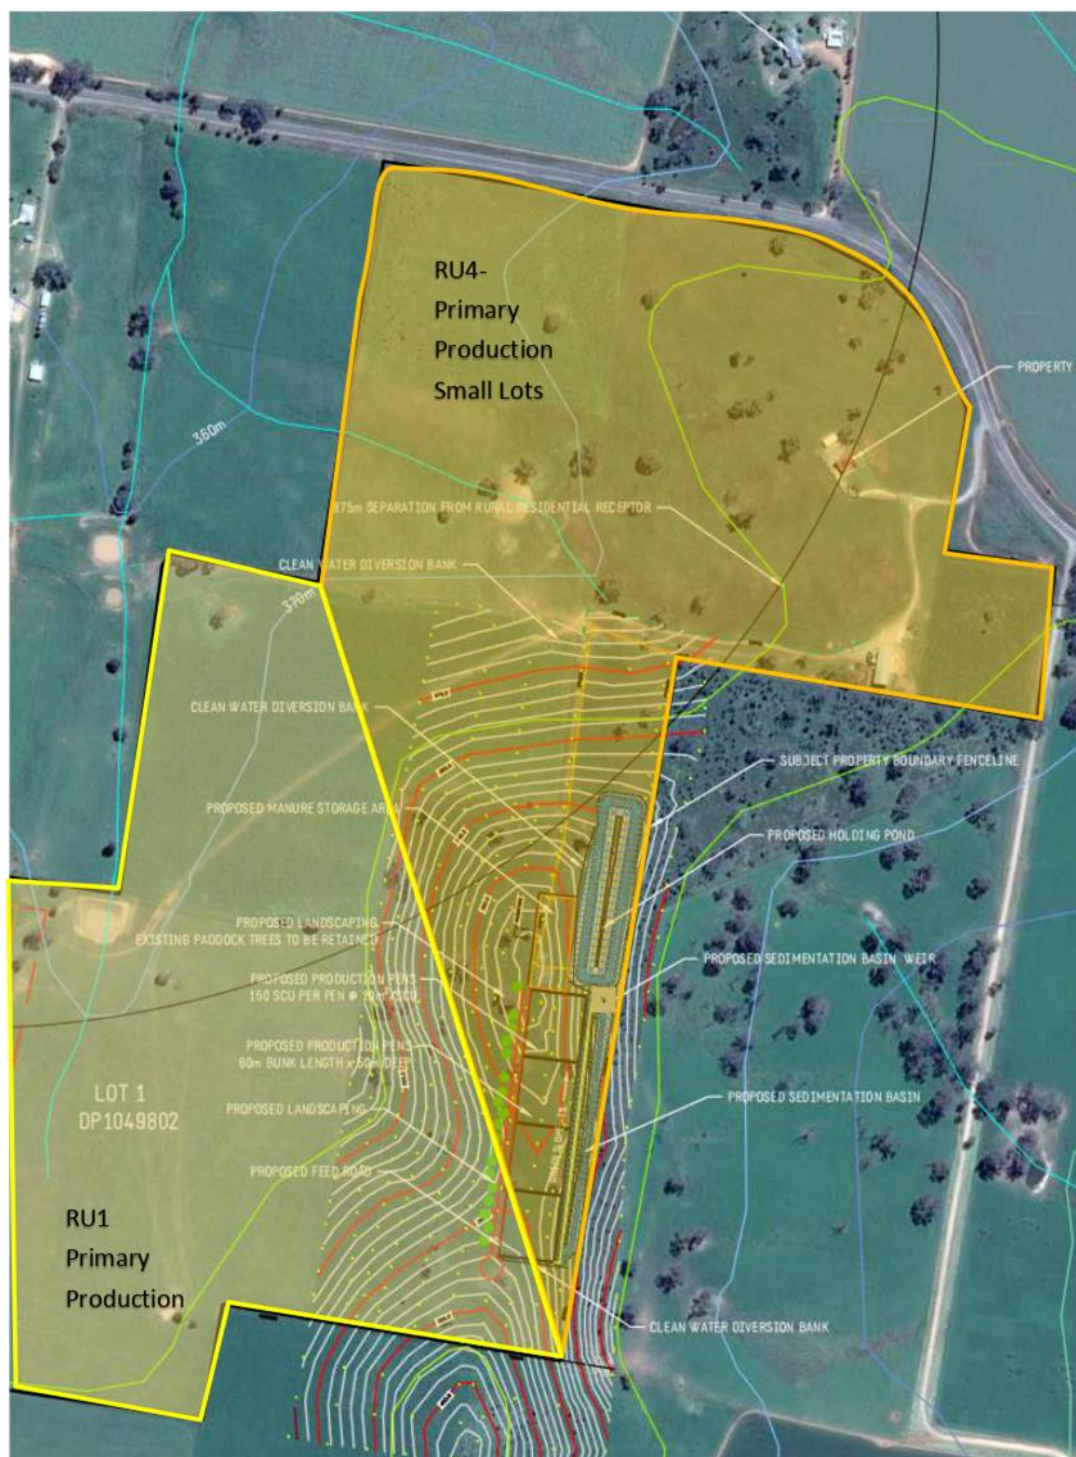 RU4-
Primary
Production
Small Lots
PROPERTY
360m
875m SEPARATION FROM RURAL RESIDENTIAL RECEPTOR
CLEAN WATER DIVERSION BANK
370m
CLEAN WATER DIVERSION BANK
SUBJECT PROPERTY BOUNDARY FENCELINE
PROPOSED MANURE STORAGE AREA
PROPOSED HOLDING POND
PROPOSED LANDSCAPING
EXISTING PADDOCK TREES TO BE RETAINED
PROPOSED SEDIMENTATION BASIN WEIR
PROPOSED PRODUCTION PENS
150 SCU PER PEN @
PROPOSED PRODUCTION PENS
60m BUNK LENGTH x 50m DEEP
LOT 1
DP1049802
PROPOSED SEDIMENTATION BASIN
PROPOSED LANDSCAPING
PROPOSED FEED ROAD
RU1
Primary
Production
CLEAN WATER DIVERSION BANK